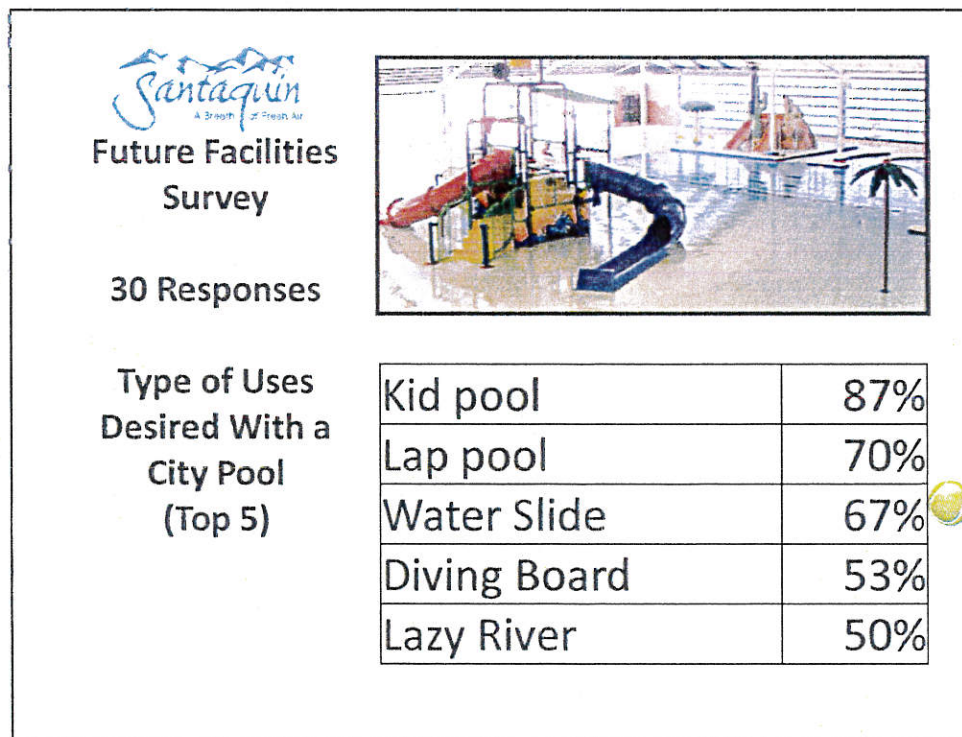 Santaquin
A Breath of Fresh Air
Future Facilities
Survey
30 Responses
Type of Uses
Desired With a
City Pool
(Top 5)
Kid pool 87%
Lap pool 70%
Water Slide 67%
Diving Board 53%
Lazy River 50%